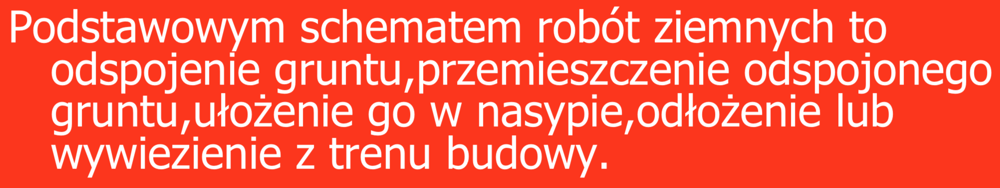 Podstawowym schematem robót ziemnych to
odspojenie gruntu,przemieszczenie odspojonego
gruntu,ułożenie go w nasypie,odłożenie lub
wywiezienie z trenu budowy.